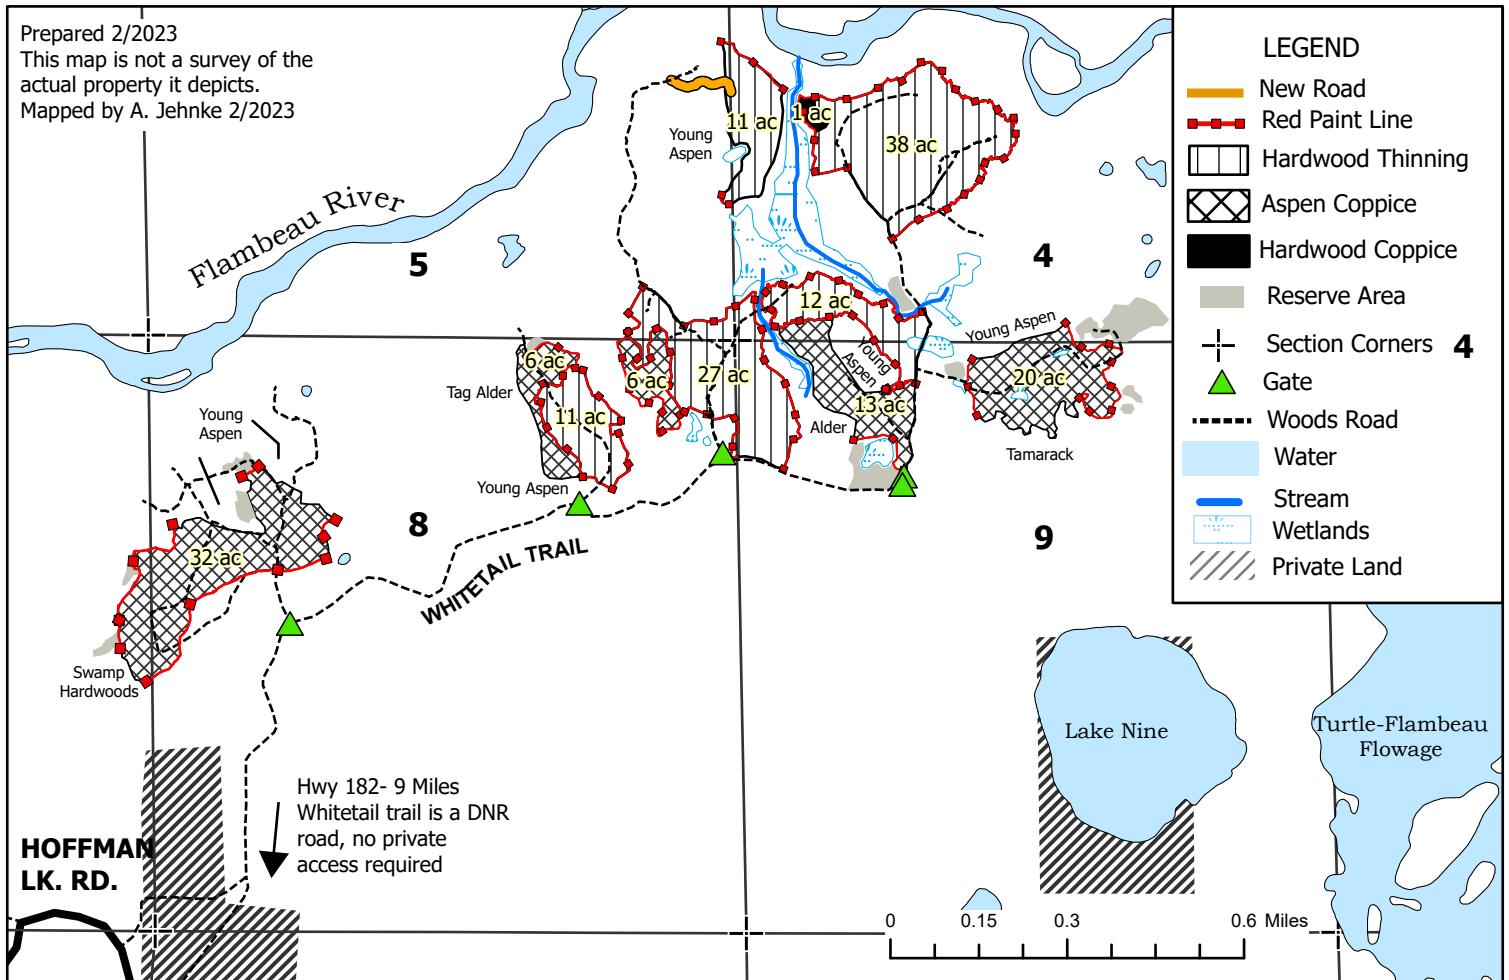 Prepared 2/2023
This map is not a survey of the
actual property it depicts.
Mapped by A. Jehnke 2/2023
LEGEND
New Road
Red Paint Line
Hardwood Thinning
Aspen Coppice
Hardwood Coppice
Reserve Area
Section Corners 4
Gate
Woods Road
Water
Stream
Wetlands
Private Land
Flambeau River
5
4
Young
Aspen
11 ac
1 ac
38 ac
12 ac
Young Aspen
6 ac
Tag Alder
11 ac
6 ac
27 ac
Young
Aspen
13 ac
Alder
20 ac
Tamarack
Young
Aspen
Young Aspen
8
9
32 ac
WHITETAIL TRAIL
Swamp
Hardwoods
Lake Nine
Turtle-Flambeau
Flowage
Hwy 182- 9 Miles
Whitetail trail is a DNR
road, no private
access required
HOFFMAN
LK. RD.
0 0.15 0.3 0.6 Miles